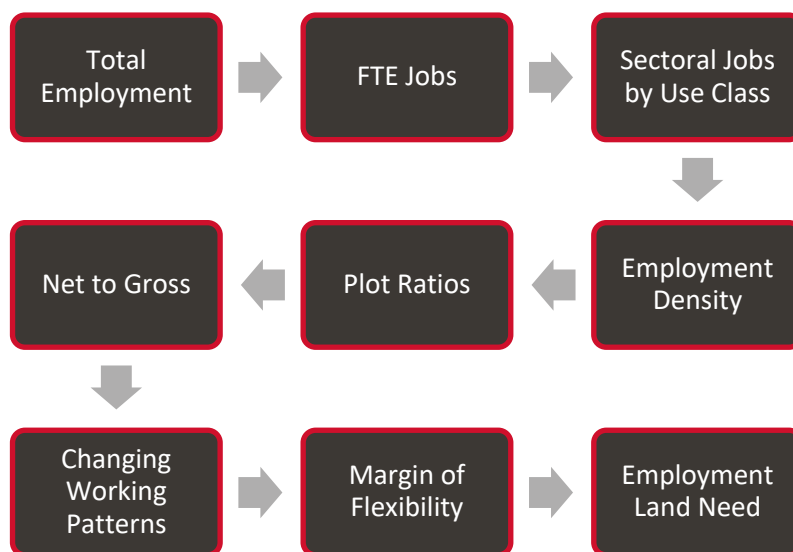 Total
Employment
FTE Jobs
Sectoral Jobs
by Use Class
Employment
Density
Plot Ratios
Net to Gross
Changing
Working
Patterns
Margin of
Flexibility
Employment
Land Need